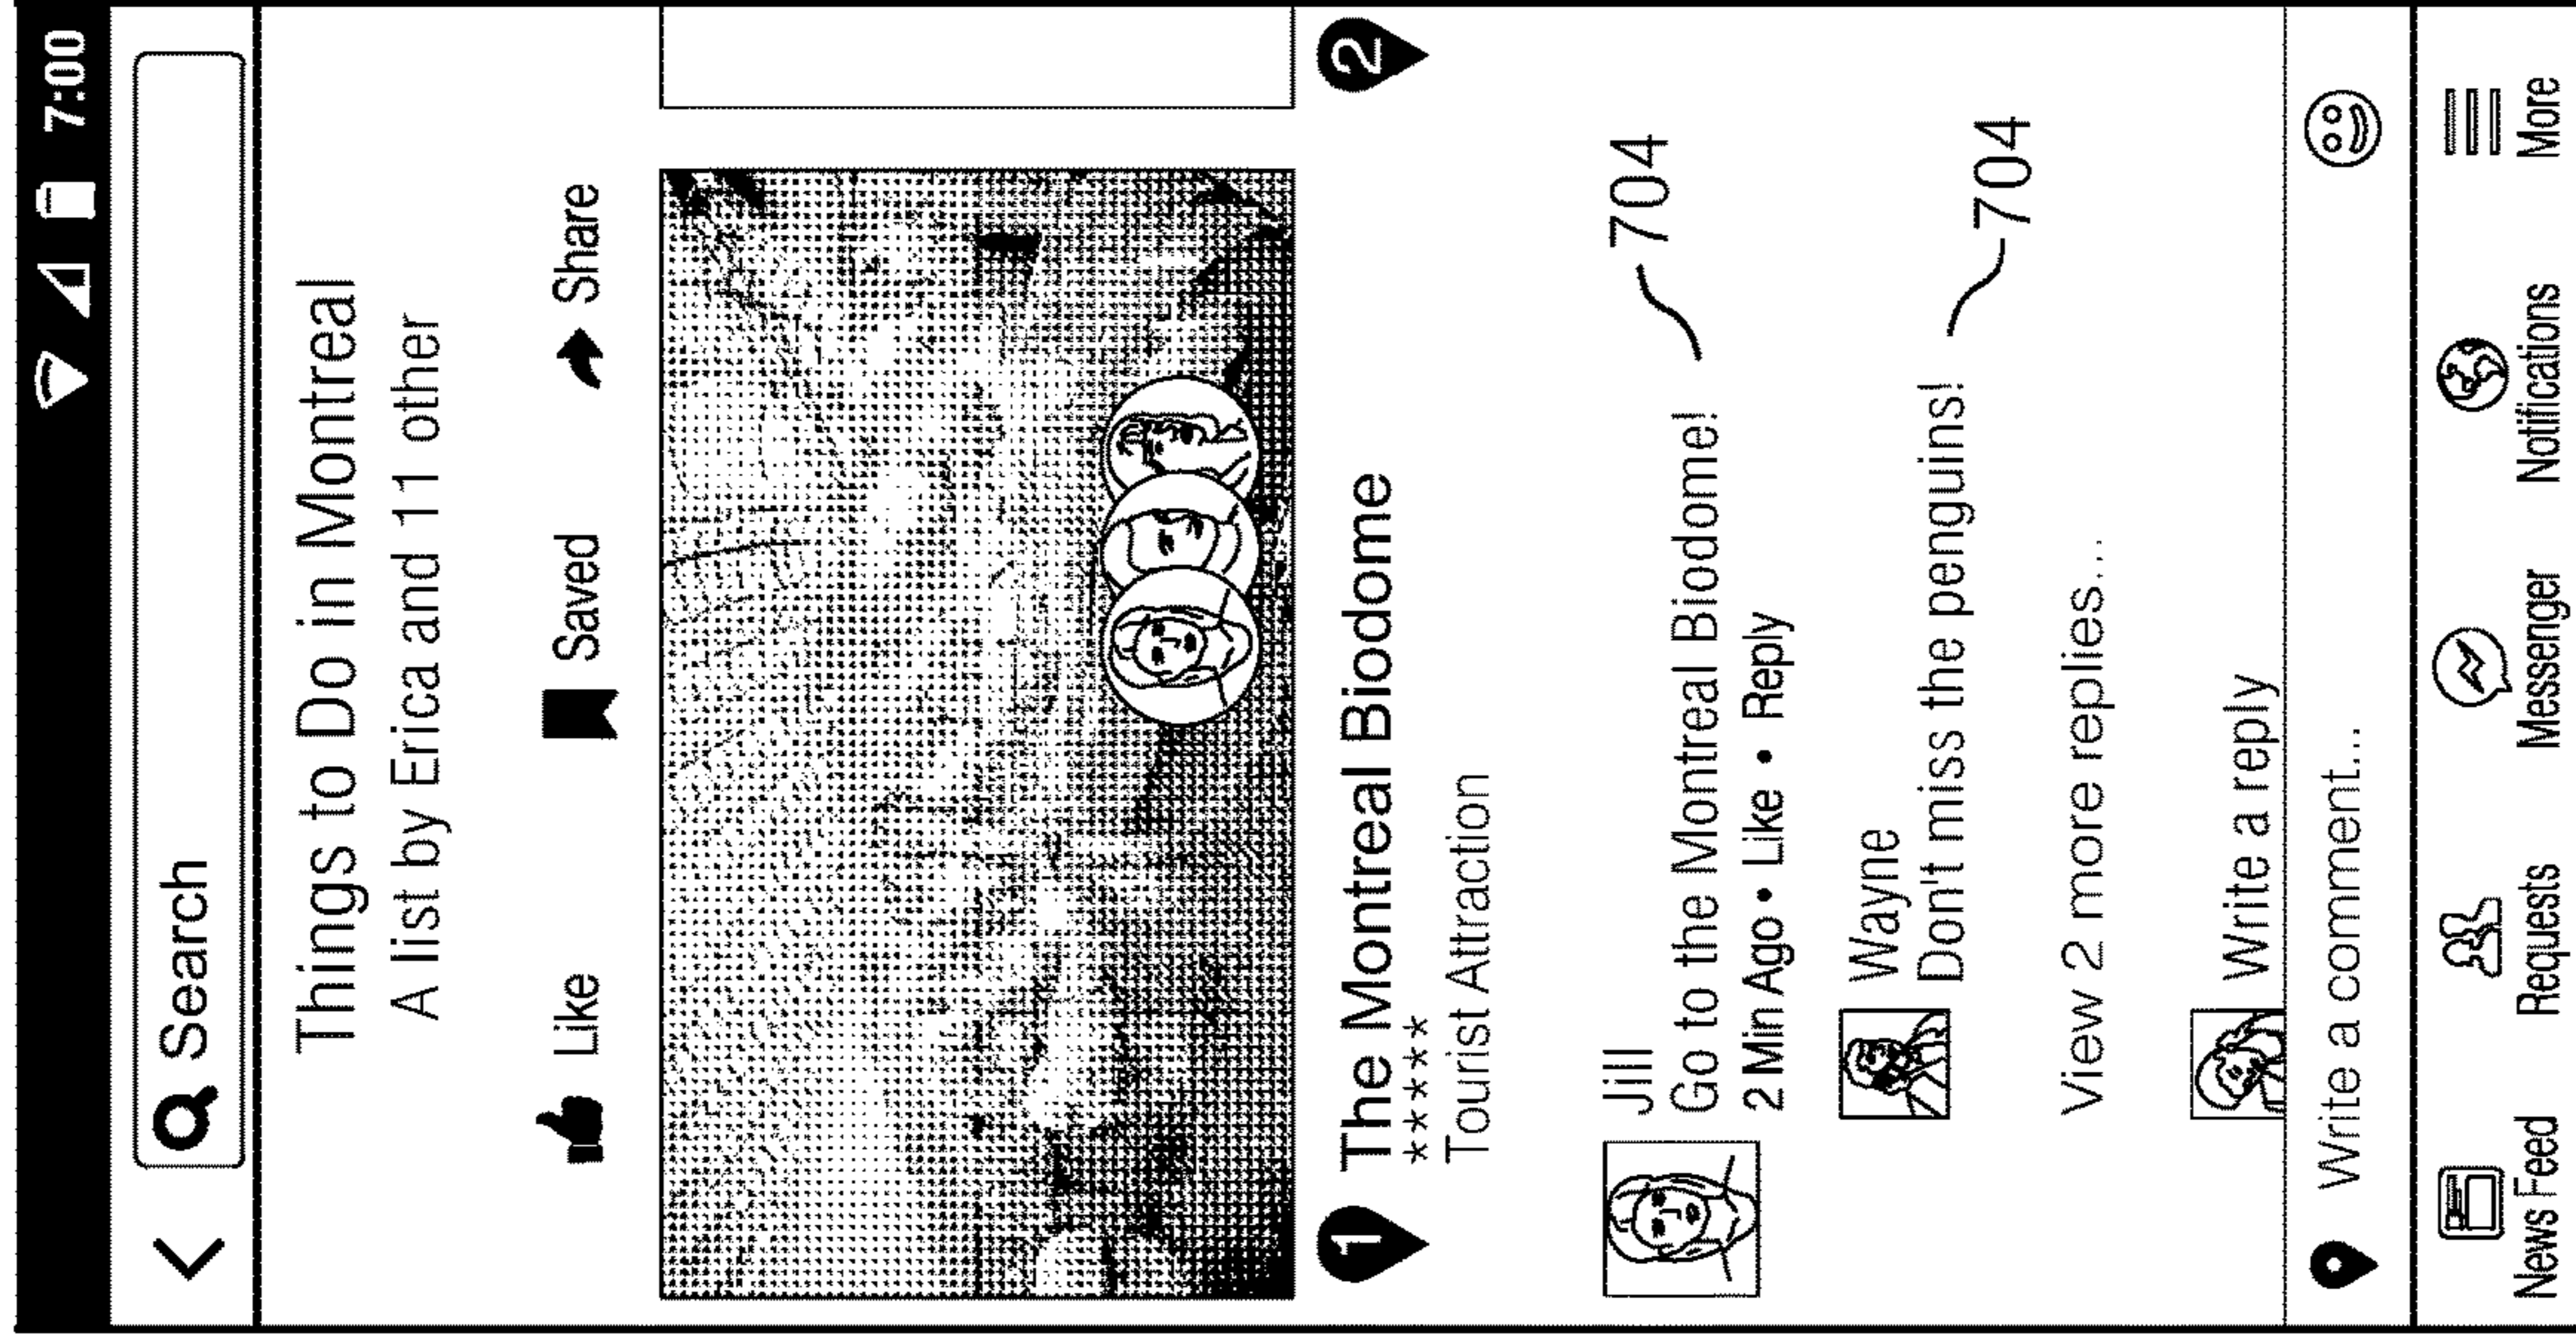 7:00
Search
Things to Do in Montreal
A list by Erica and 11 other
Like Saved Share
1 The Montreal Biodome 2
*****
Tourist Attraction
Jill 704
Go to the Montreal Biodome!
2 Min Ago • Like • Reply
Wayne
Don't miss the penguins! 704
View 2 more replies...
Write a reply
Write a comment...
News Feed Requests Messenger Notifications More